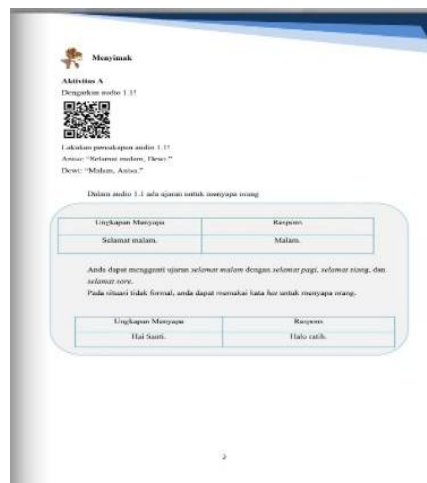 Menyimak
Aktivitas A
Dengarkan audio 1.1!
Lakukan percakapan audio 1.1!
Anisa: "Selamat malam, Dewi."
Dewi: "Malam, Anisa."
Dalam audio 1.1 ada ujaran untuk menyapa orang
Ungkapan Menyapa Respons
Selamat malam. Malam.
Anda dapat mengganti ujaran selamat malam dengan selamat pagi, selamat siang, dan
selamat sore.
Pada situasi tidak formal, anda dapat memakai kata hai untuk menyapa orang.
Ungkapan Menyapa Respons
Hai Santi. Halo ratih.